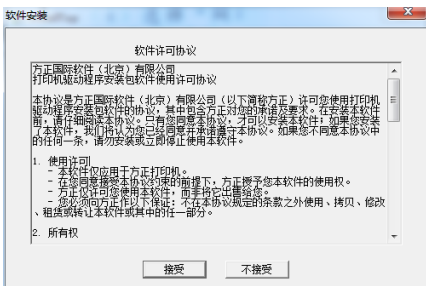 软件安装
软件许可协议
方正国际软件（北京）有限公司
打印机驱动程序安装包软件使用许可协议
本协议是方正国际软件（北京）有限公司（以下简称方正）许可您使用打印机
驱动程序安装包软件的协议，其中包含方正对您的承诺及要求。在安装本软件
前，请仔细阅读本协议。只有您同意本协议，才可以安装本软件；如果您安装
了本软件，我们将认为您已经同意并承诺遵守本协议。如果您不同意本协议中
的任何一条，请勿安装或立即停止使用本软件。
1. 使用许可
- 本软件仅应用于方正打印机。
- 在您同意接受本协议约束的前提下，方正授予您本软件的使用权。
- 方正仅许可您使用本软件，而非将它出售给您。
- 您必须向方正作以下保证：不在本协议规定的条款之外使用、拷贝、修改
、租赁或转让本软件或其中的任一部分。
2. 所有权
接受
不接受